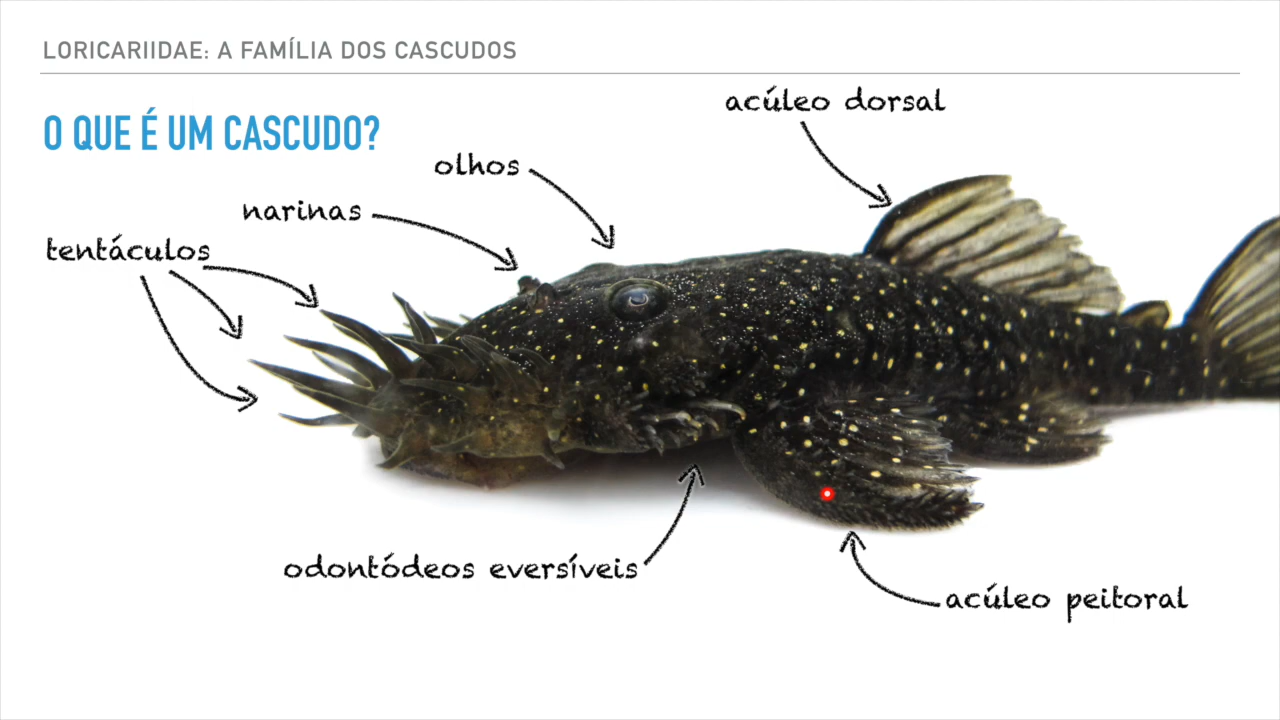 LORICARIIDAE: A FAMÍLIA DOS CASCUDOS
O QUE É UM CASCUDO?
acúleo dorsal
olhos
narinas
tentáculos
odontódeos eversíveis
acúleo peitoral